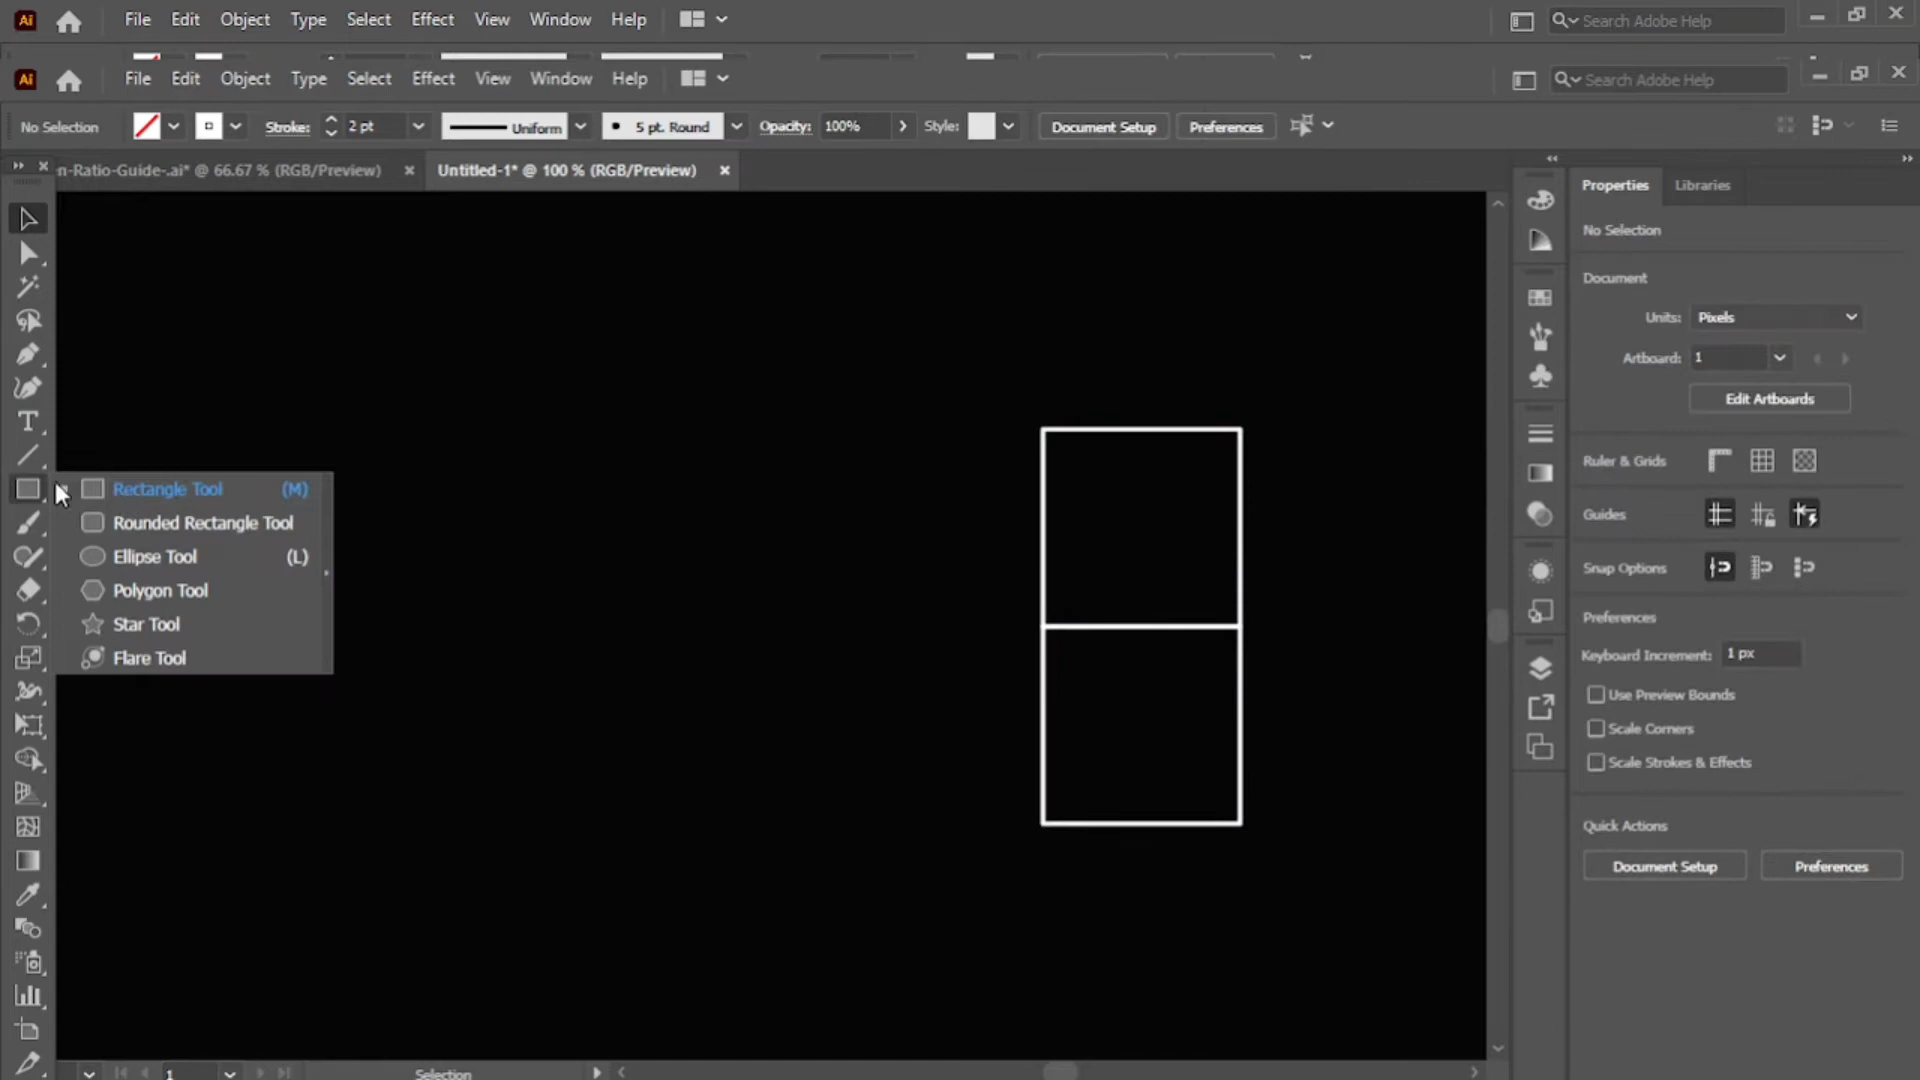 Ai File Edit Object Type Select Effect View Window Help Search Adobe Help
Ai File Edit Object Type Select Effect View Window Help Search Adobe Help
No Selection Stroke: 2 pt Uniform 5 pt. Round Opacity: 100% Style: Document Setup Preferences
n-Ratio-Guide-.ai* @ 66.67 % (RGB/Preview) Untitled-1* @ 100 % (RGB/Preview)
Properties Libraries
No Selection
Document
Units: Pixels
Artboard: 1
Edit Artboards
Ruler & Grids
Rectangle Tool (M)
Rounded Rectangle Tool
Ellipse Tool (L)
Polygon Tool
Star Tool
Flare Tool
Guides
Snap Options
Preferences
Keyboard Increment: 1 px
Use Preview Bounds
Scale Corners
Scale Strokes & Effects
Quick Actions
Document Setup Preferences
1 Selection